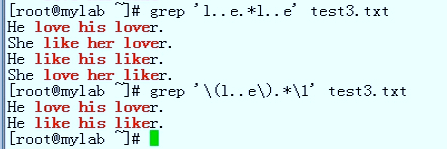 [root@mylab ~]# grep 'l..e.*l..e' test3.txt
He love his lover.
She like her lover.
He like his liker.
She love her liker.
[root@mylab ~]# grep '\(l..e\).*\1' test3.txt
He love his lover.
He like his liker.
[root@mylab ~]#